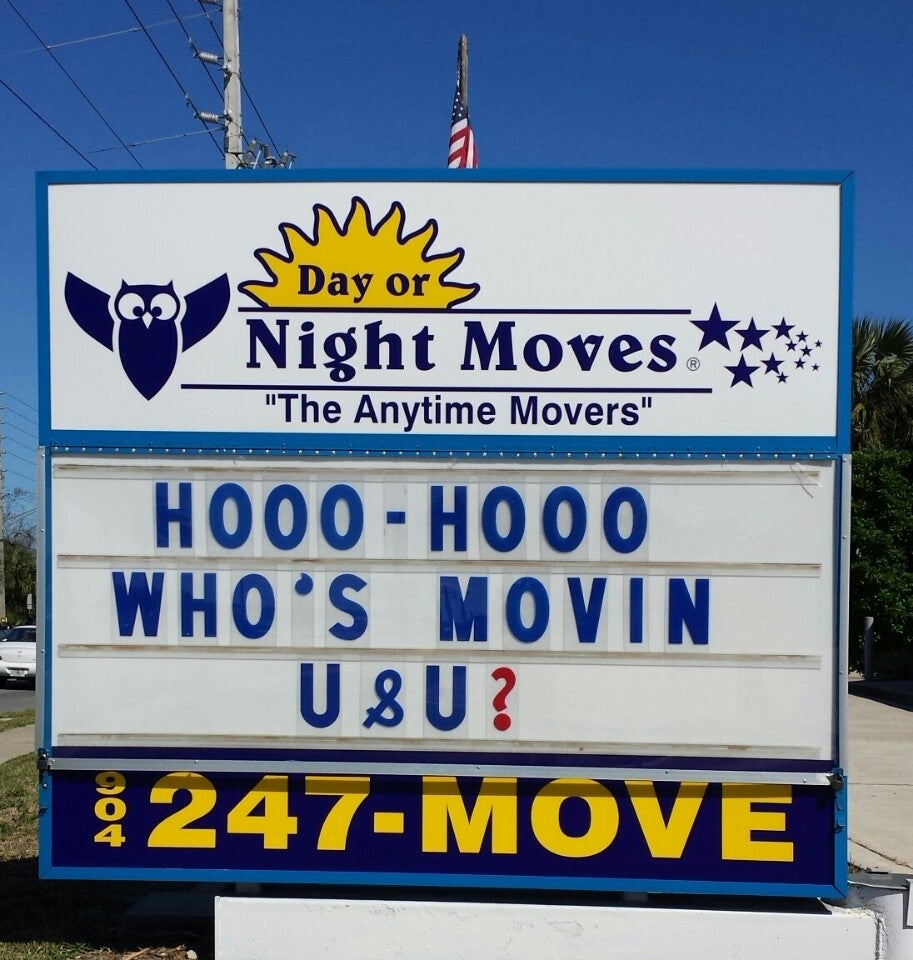 Day or
Night Moves®
"The Anytime Movers"
HOOO-HOOO
WHO'S MOVIN
U&U?
904 247-MOVE